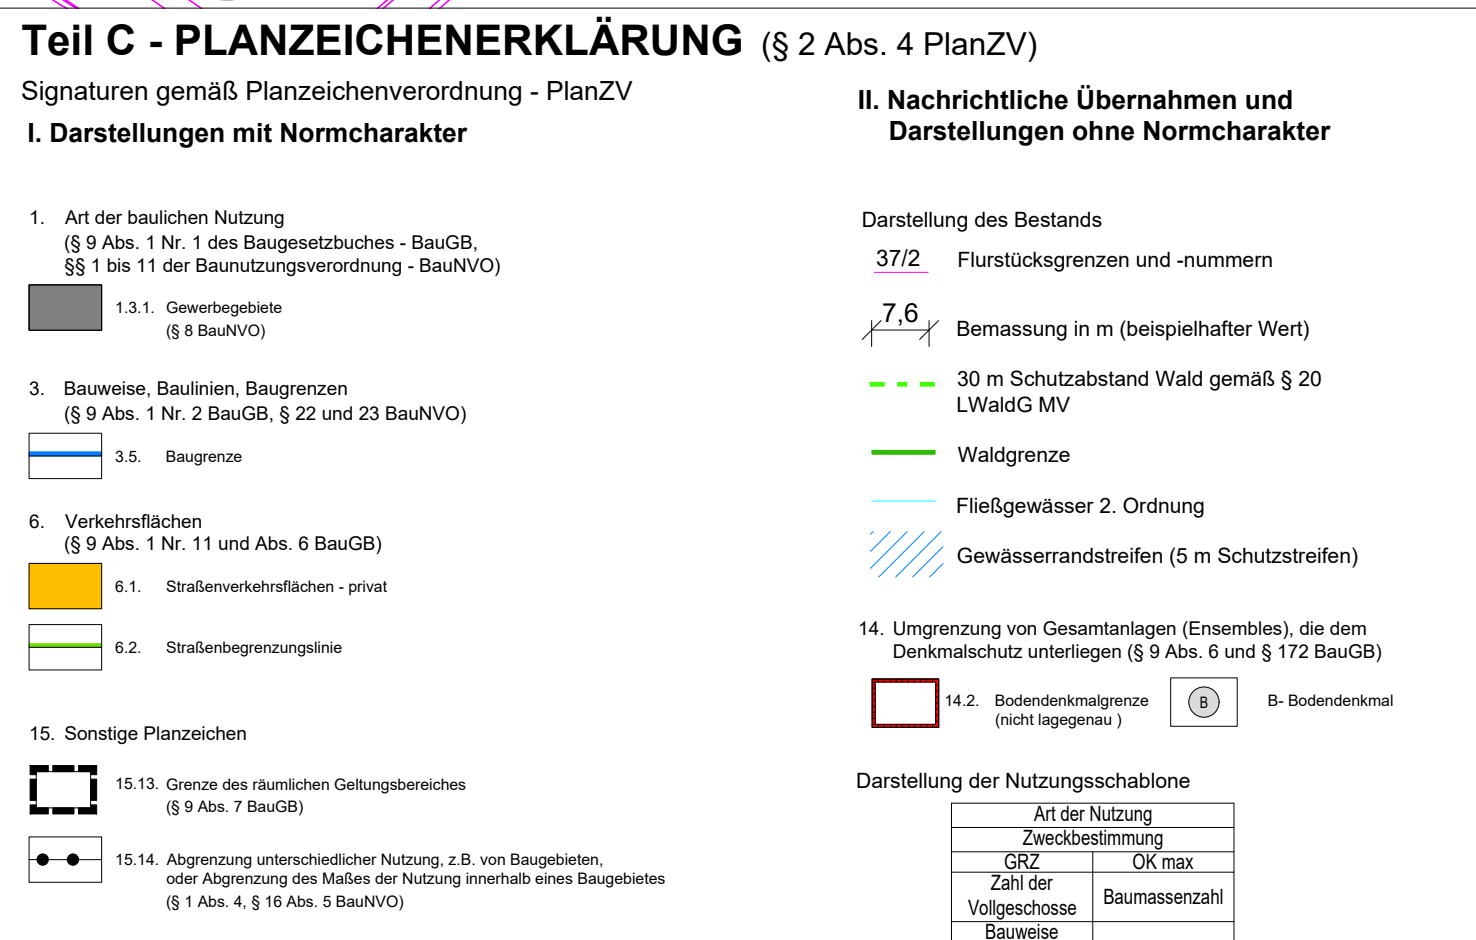 Teil C - PLANZEICHENERKLÄRUNG (§ 2 Abs. 4 PlanZV)
Signaturen gemäß Planzeichenverordnung - PlanZV
I. Darstellungen mit Normcharakter
1. Art der baulichen Nutzung
(§ 9 Abs. 1 Nr. 1 des Baugesetzbuches - BauGB,
§§ 1 bis 11 der Baunutzungsverordnung - BauNVO)
1.3.1. Gewerbegebiete
(§ 8 BauNVO)
3. Bauweise, Baulinien, Baugrenzen
(§ 9 Abs. 1 Nr. 2 BauGB, § 22 und 23 BauNVO)
3.5. Baugrenze
6. Verkehrsflächen
(§ 9 Abs. 1 Nr. 11 und Abs. 6 BauGB)
6.1. Straßenverkehrsflächen - privat
6.2. Straßenbegrenzungslinie
15. Sonstige Planzeichen
15.13. Grenze des räumlichen Geltungsbereiches
(§ 9 Abs. 7 BauGB)
15.14. Abgrenzung unterschiedlicher Nutzung, z.B. von Baugebieten,
oder Abgrenzung des Maßes der Nutzung innerhalb eines Baugebietes
(§ 1 Abs. 4, § 16 Abs. 5 BauNVO)
II. Nachrichtliche Übernahmen und
Darstellungen ohne Normcharakter
Darstellung des Bestands
37/2 Flurstücksgrenzen und -nummern
7,6 Bemassung in m (beispielhafter Wert)
30 m Schutzabstand Wald gemäß § 20
LWaldG MV
Waldgrenze
Fließgewässer 2. Ordnung
Gewässerrandstreifen (5 m Schutzstreifen)
14. Umgrenzung von Gesamtanlagen (Ensembles), die dem
Denkmalschutz unterliegen (§ 9 Abs. 6 und § 172 BauGB)
14.2. Bodendenkmalgrenze B B- Bodendenkmal
(nicht lagegenau )
Darstellung der Nutzungsschablone
Art der Nutzung
Zweckbestimmung
GRZ OK max
Zahl der
Vollgeschosse Baumassenzahl
Bauweise